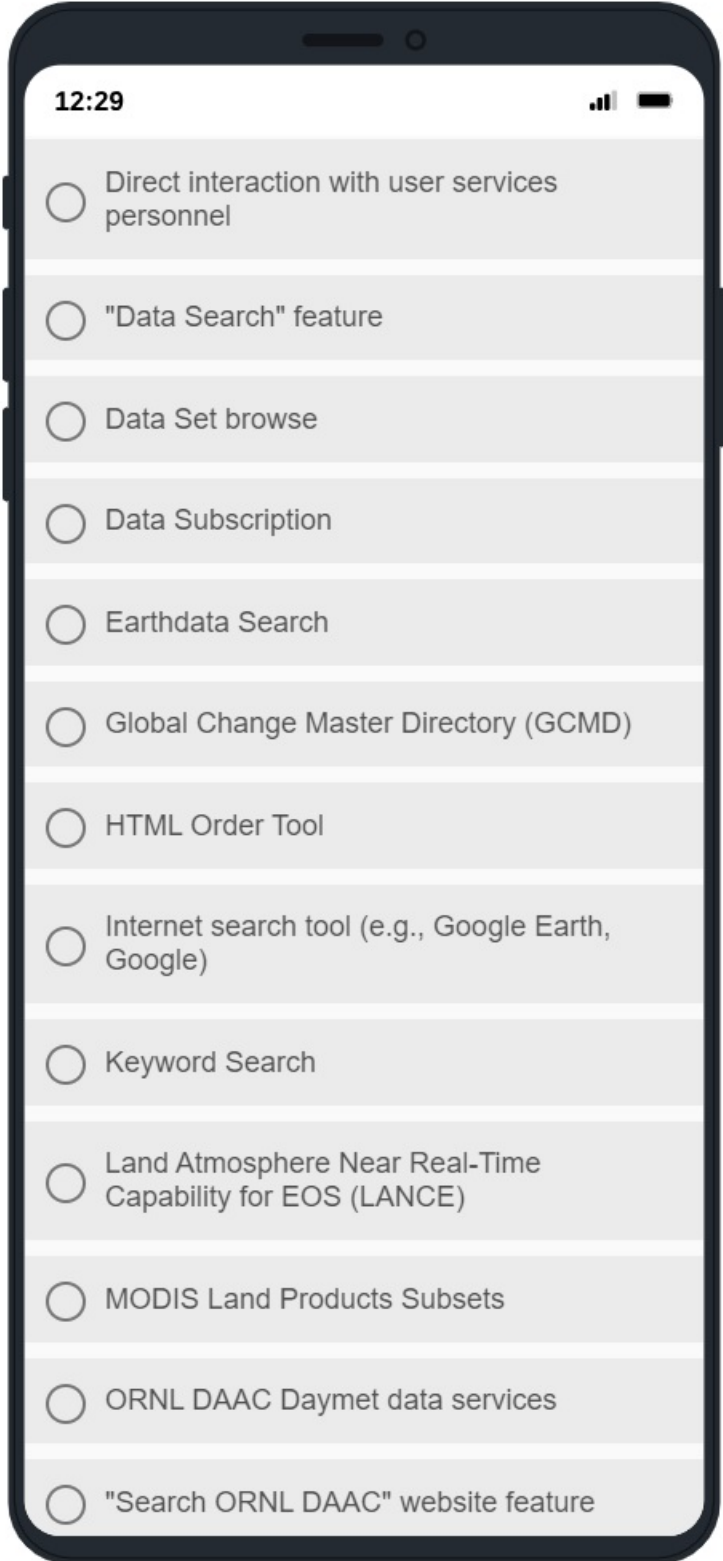 12:29
Direct interaction with user services
personnel
"Data Search" feature
Data Set browse
Data Subscription
Earthdata Search
Global Change Master Directory (GCMD)
HTML Order Tool
Internet search tool (e.g., Google Earth,
Google)
Keyword Search
Land Atmosphere Near Real-Time
Capability for EOS (LANCE)
MODIS Land Products Subsets
ORNL DAAC Daymet data services
"Search ORNL DAAC" website feature